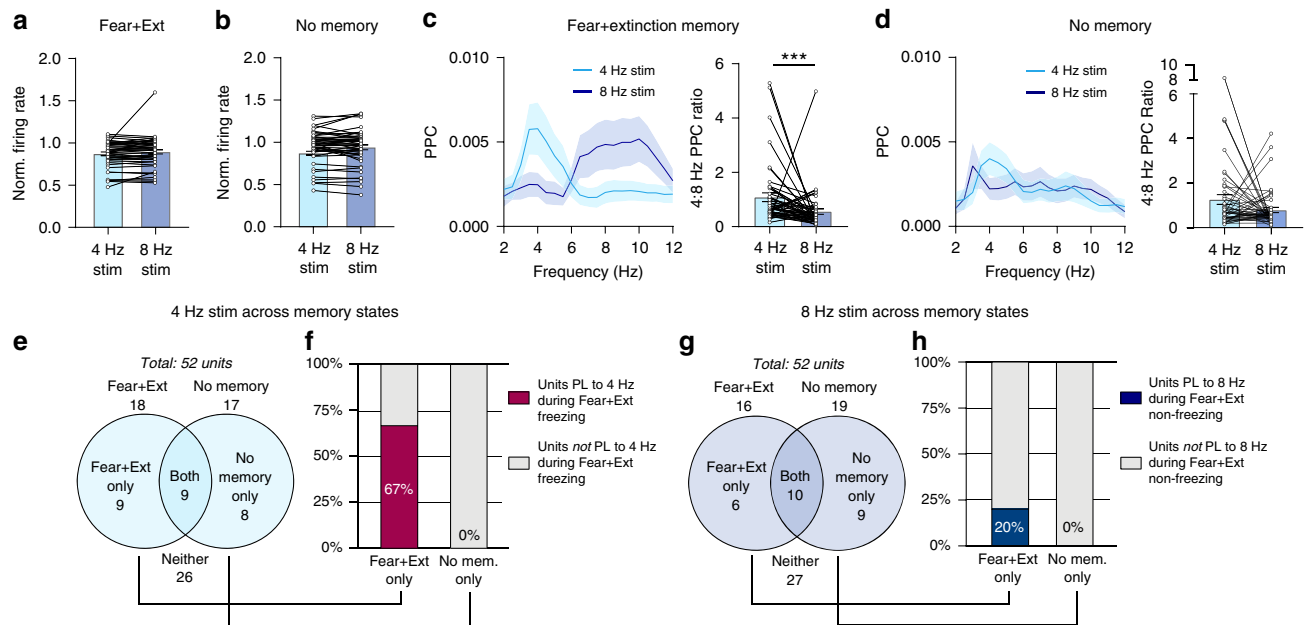 a
Fear+Ext
Norm. firing rate
2.0
1.5
1.0
0.5
0
4 Hz
stim
8 Hz
stim
b
No memory
Norm. firing rate
2.0
1.5
1.0
0.5
0
4 Hz
stim
8 Hz
stim
c
Fear+extinction memory
PPC
0.010
0.005
0.000
4 Hz stim
8 Hz stim
2 4 6 8 10 12
Frequency (Hz)
4:8 Hz PPC ratio
6
5
4
3
2
1
0
***
4 Hz
stim
8 Hz
stim
d
No memory
PPC
0.010
0.005
0.000
4 Hz stim
8 Hz stim
2 4 6 8 10 12
Frequency (Hz)
4:8 Hz PPC Ratio
10
8
6
4
2
0
4 Hz
stim
8 Hz
stim
4 Hz stim across memory states
e
Total: 52 units
Fear+Ext
18
No memory
17
Fear+Ext
only
9
Both
9
No
memory
only
8
Neither
26
f
100%
75%
50%
25%
0%
67%
0%
Fear+Ext
only
No mem.
only
Units PL to 4 Hz
during Fear+Ext
freezing
Units not PL to 4 Hz
during Fear+Ext
freezing
8 Hz stim across memory states
g
Total: 52 units
Fear+Ext
16
No memory
19
Fear+Ext
only
6
Both
10
No
memory
only
9
Neither
27
h
100%
75%
50%
25%
0%
20%
0%
Fear+Ext
only
No mem.
only
Units PL to 8 Hz
during Fear+Ext
non-freezing
Units not PL to 8 Hz
during Fear+Ext
non-freezing